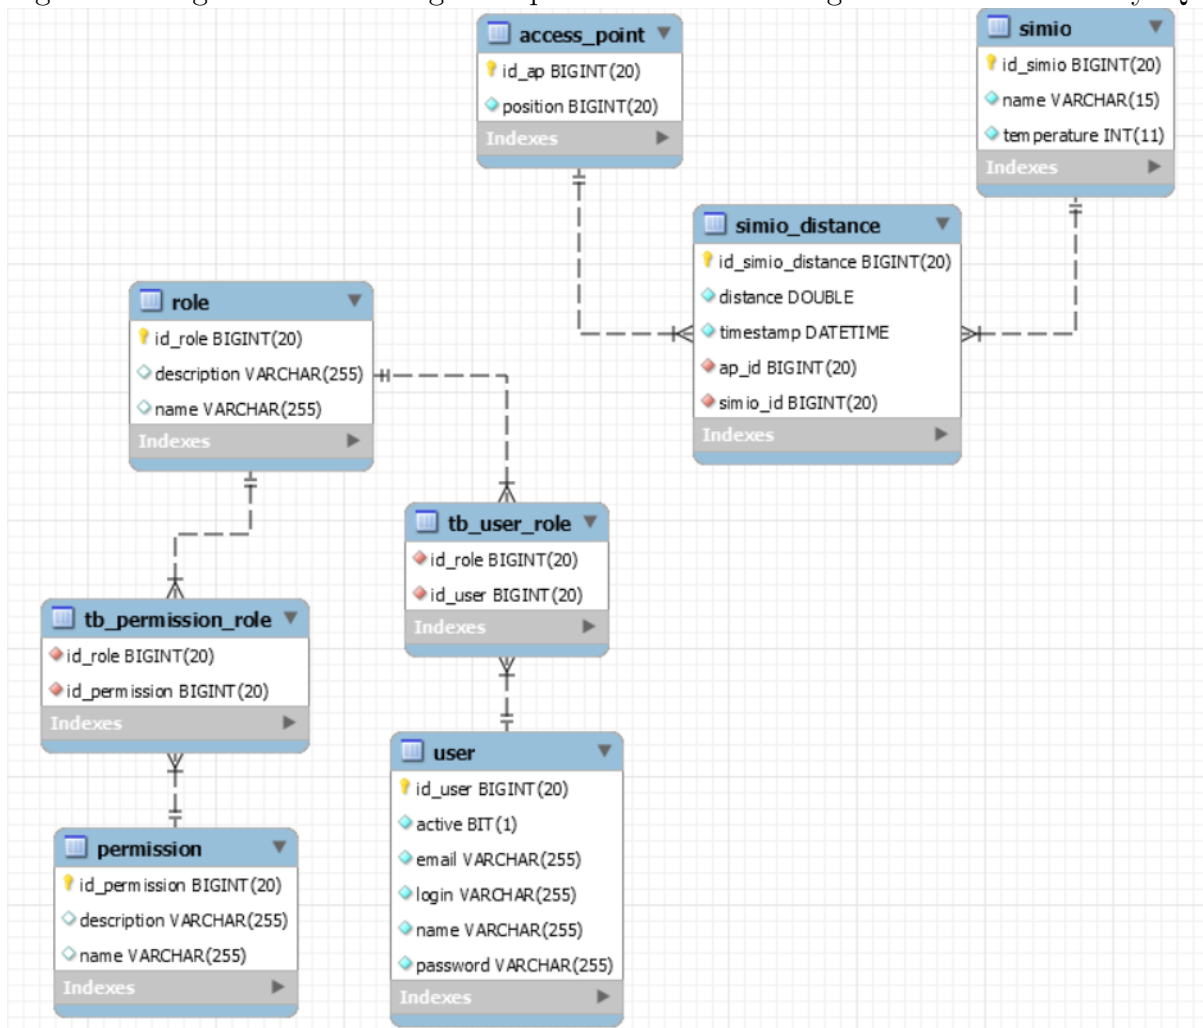 access_point
id_ap BIGINT(20)
position BIGINT(20)
Indexes
simio
id_simio BIGINT(20)
name VARCHAR(15)
temperature INT(11)
Indexes
simio_distance
id_simio_distance BIGINT(20)
distance DOUBLE
timestamp DATETIME
ap_id BIGINT(20)
simio_id BIGINT(20)
Indexes
role
id_role BIGINT(20)
description VARCHAR(255)
name VARCHAR(255)
Indexes
tb_user_role
id_role BIGINT(20)
id_user BIGINT(20)
Indexes
tb_permission_role
id_role BIGINT(20)
id_permission BIGINT(20)
Indexes
user
id_user BIGINT(20)
active BIT(1)
email VARCHAR(255)
login VARCHAR(255)
name VARCHAR(255)
password VARCHAR(255)
Indexes
permission
id_permission BIGINT(20)
description VARCHAR(255)
name VARCHAR(255)
Indexes